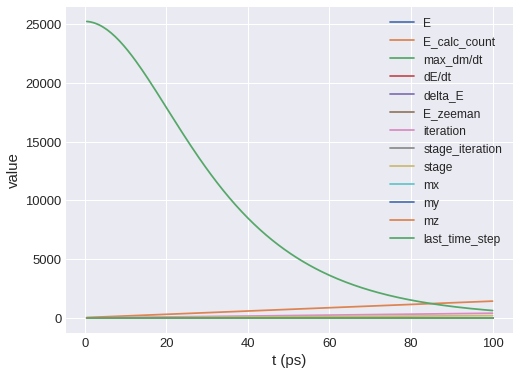 25000
20000
15000
10000
5000
0
value
0 20 40 60 80 100
t (ps)
E
E_calc_count
max_dm/dt
dE/dt
delta_E
E_zeeman
iteration
stage_iteration
stage
mx
my
mz
last_time_step